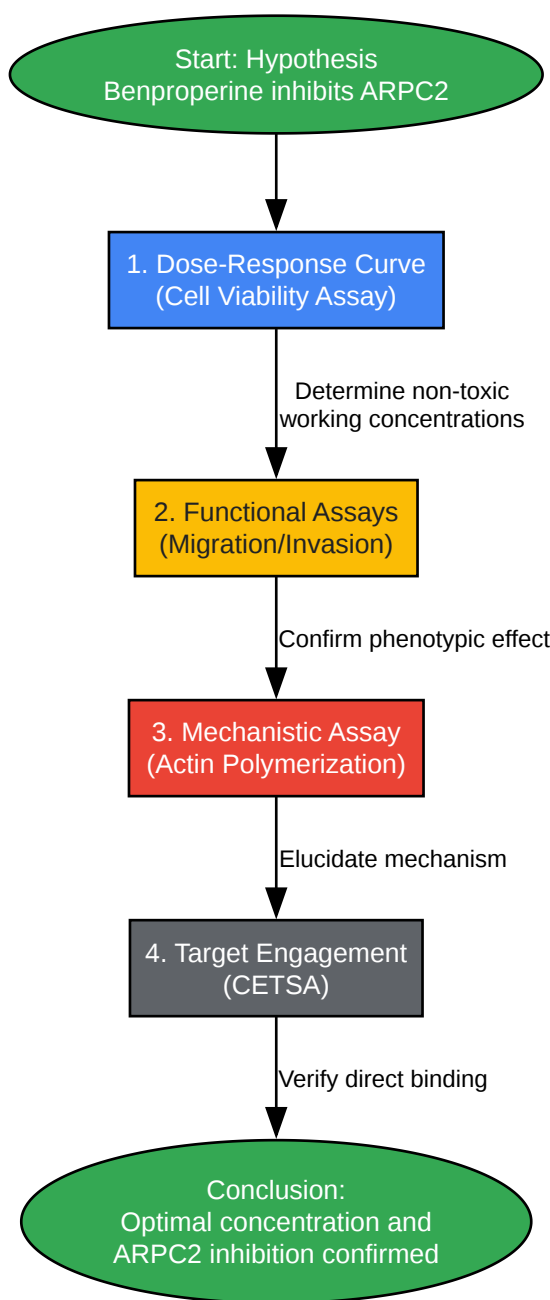 Start: Hypothesis
Benproperine inhibits ARPC2
1. Dose-Response Curve
(Cell Viability Assay)
Determine non-toxic
working concentrations
2. Functional Assays
(Migration/Invasion)
Confirm phenotypic effect
3. Mechanistic Assay
(Actin Polymerization)
Elucidate mechanism
4. Target Engagement
(CETSA)
Verify direct binding
Conclusion:
Optimal concentration and
ARPC2 inhibition confirmed